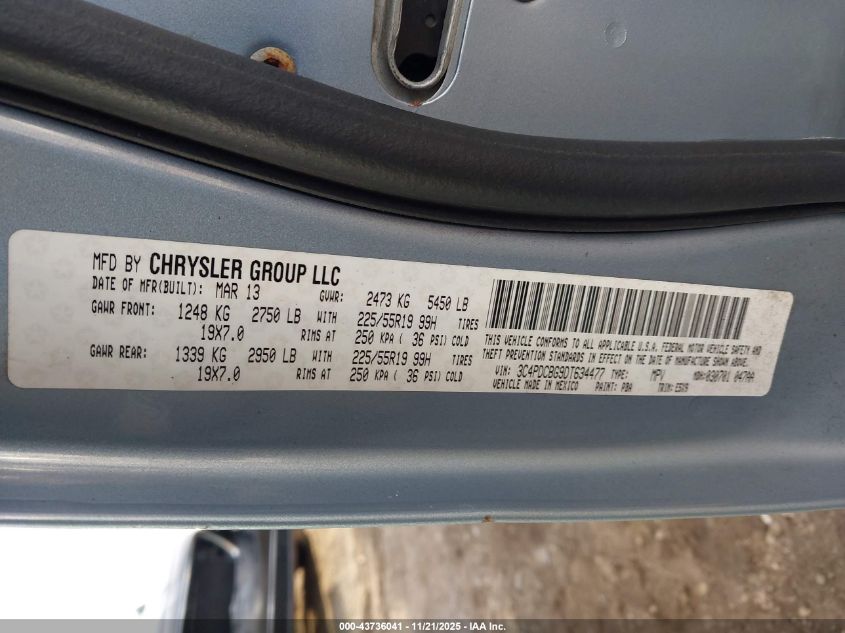 MFD BY CHRYSLER GROUP LLC
DATE OF MFR(BUILT): MAR 13 GVWR: 2473 KG 5450 LB
GAWR FRONT: 1248 KG 2750 LB WITH 225/55R19 99H TIRES
19X7.0 RIMS AT 250 KPA ( 36 PSI) COLD
GAWR REAR: 1339 KG 2950 LB WITH 225/55R19 99H TIRES
19X7.0 RIMS AT 250 KPA ( 36 PSI) COLD
THIS VEHICLE CONFORMS TO ALL APPLICABLE U.S.A. FEDERAL MOTOR VEHICLE SAFETY AND
THEFT PREVENTION STANDARDS IN EFFECT ON THE DATE OF MANUFACTURE SHOWN ABOVE.
VIN: 3C4PDCBG9DT634477 TYPE: MPV MDH:030701 047AA
VEHICLE MADE IN MEXICO PAINT: PBA TRIM:
000-43736041 - 11/21/2025 - IAA Inc.